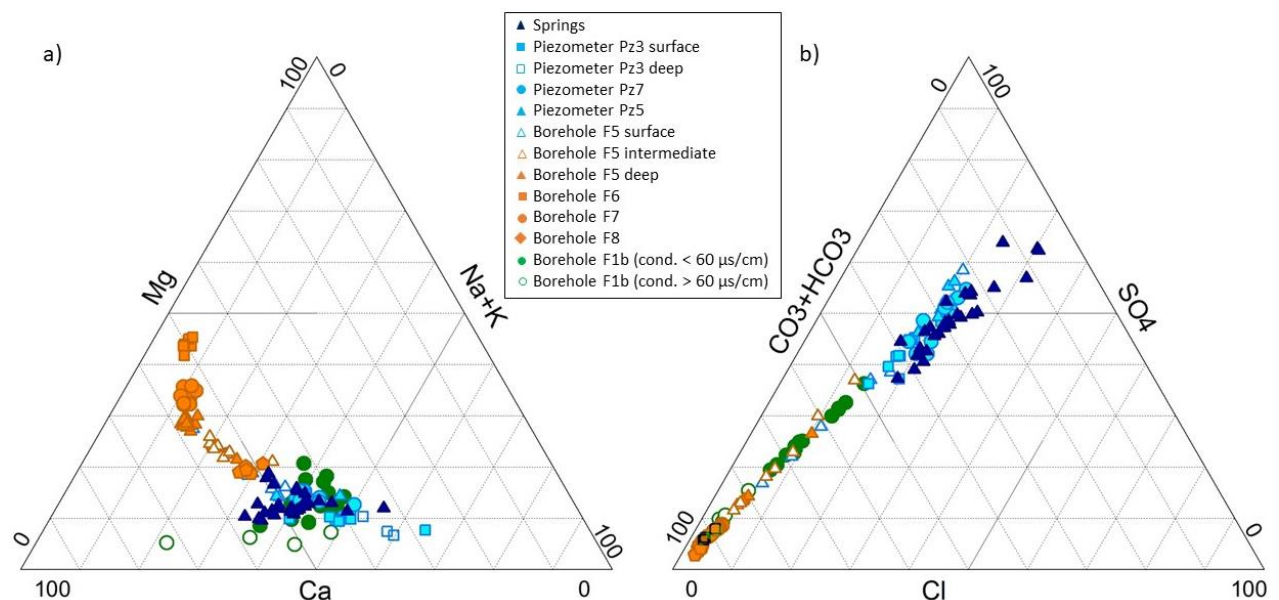 a)
100
0
Mg
Na+K
0
100
100
Ca
0
Springs
Piezometer Pz3 surface
Piezometer Pz3 deep
Piezometer Pz7
Piezometer Pz5
Borehole F5 surface
Borehole F5 intermediate
Borehole F5 deep
Borehole F6
Borehole F7
Borehole F8
Borehole F1b (cond. < 60 µs/cm)
Borehole F1b (cond. > 60 µs/cm)
b)
0
100
CO3+HCO3
SO4
100
0
0
Cl
100